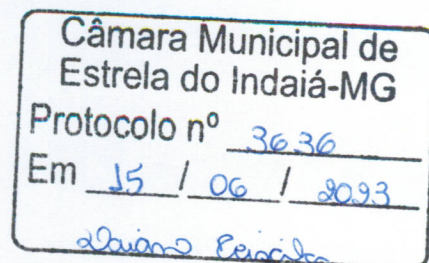 Câmara Municipal de
Estrela do Indaiá-MG
Protocolo nº 3636
Em 15 / 06 / 2023